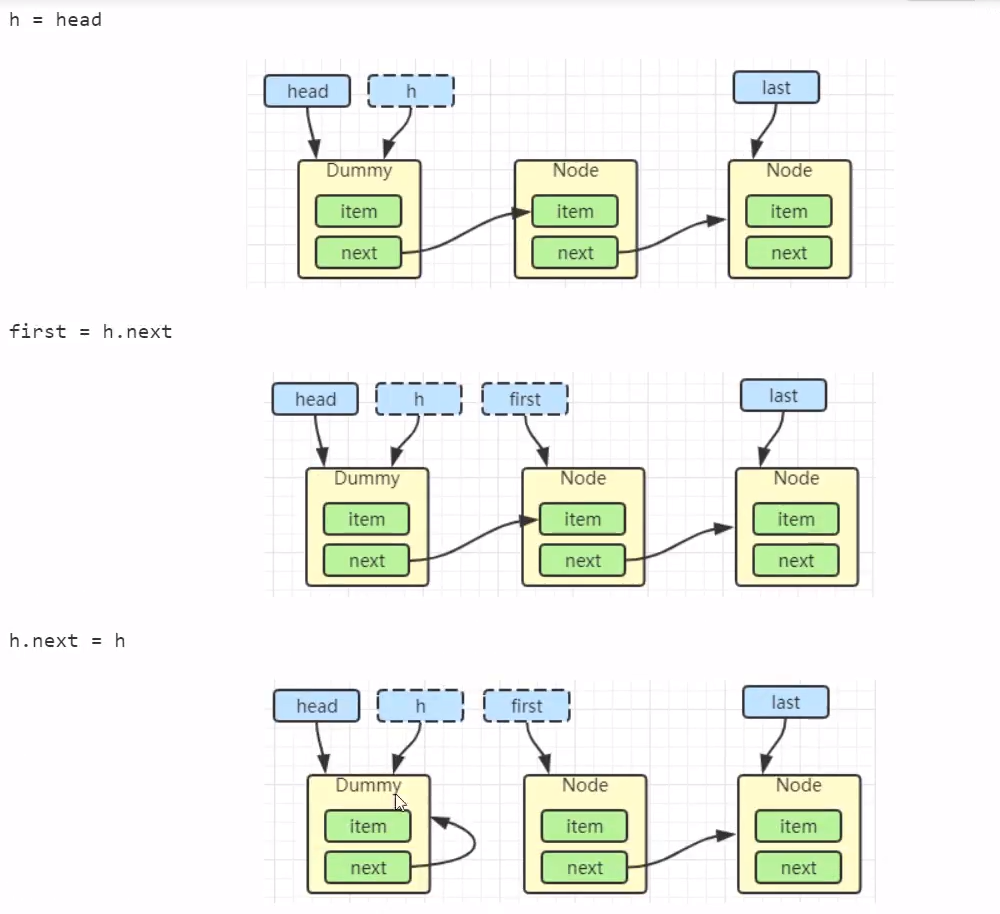 h = head
head h last
Dummy Node Node
item item item
next next next
first = h.next
head h first last
Dummy Node Node
item item item
next next next
h.next = h
head h first last
Dummy Node Node
item item item
next next next